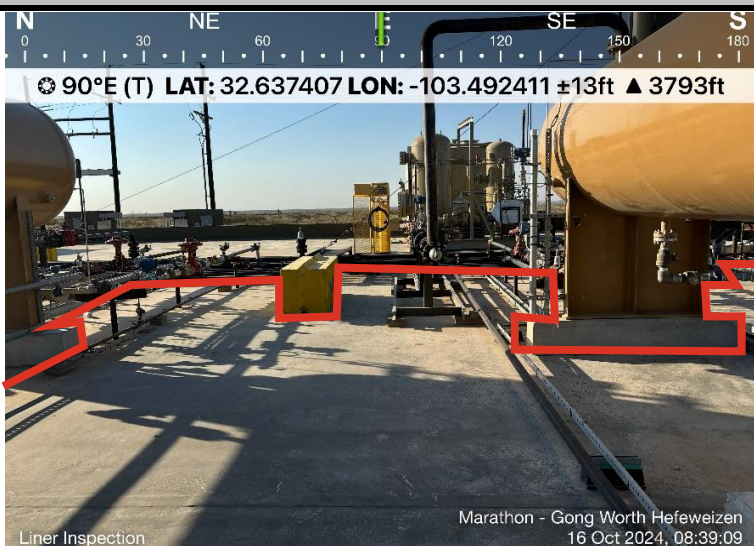 N NE E SE S
0 30 60 90 120 150 180
90°E (T) LAT: 32.637407 LON: -103.492411 ±13ft ▲ 3793ft
Marathon - Gong Worth Hefeweizen
Liner Inspection 16 Oct 2024, 08:39:09